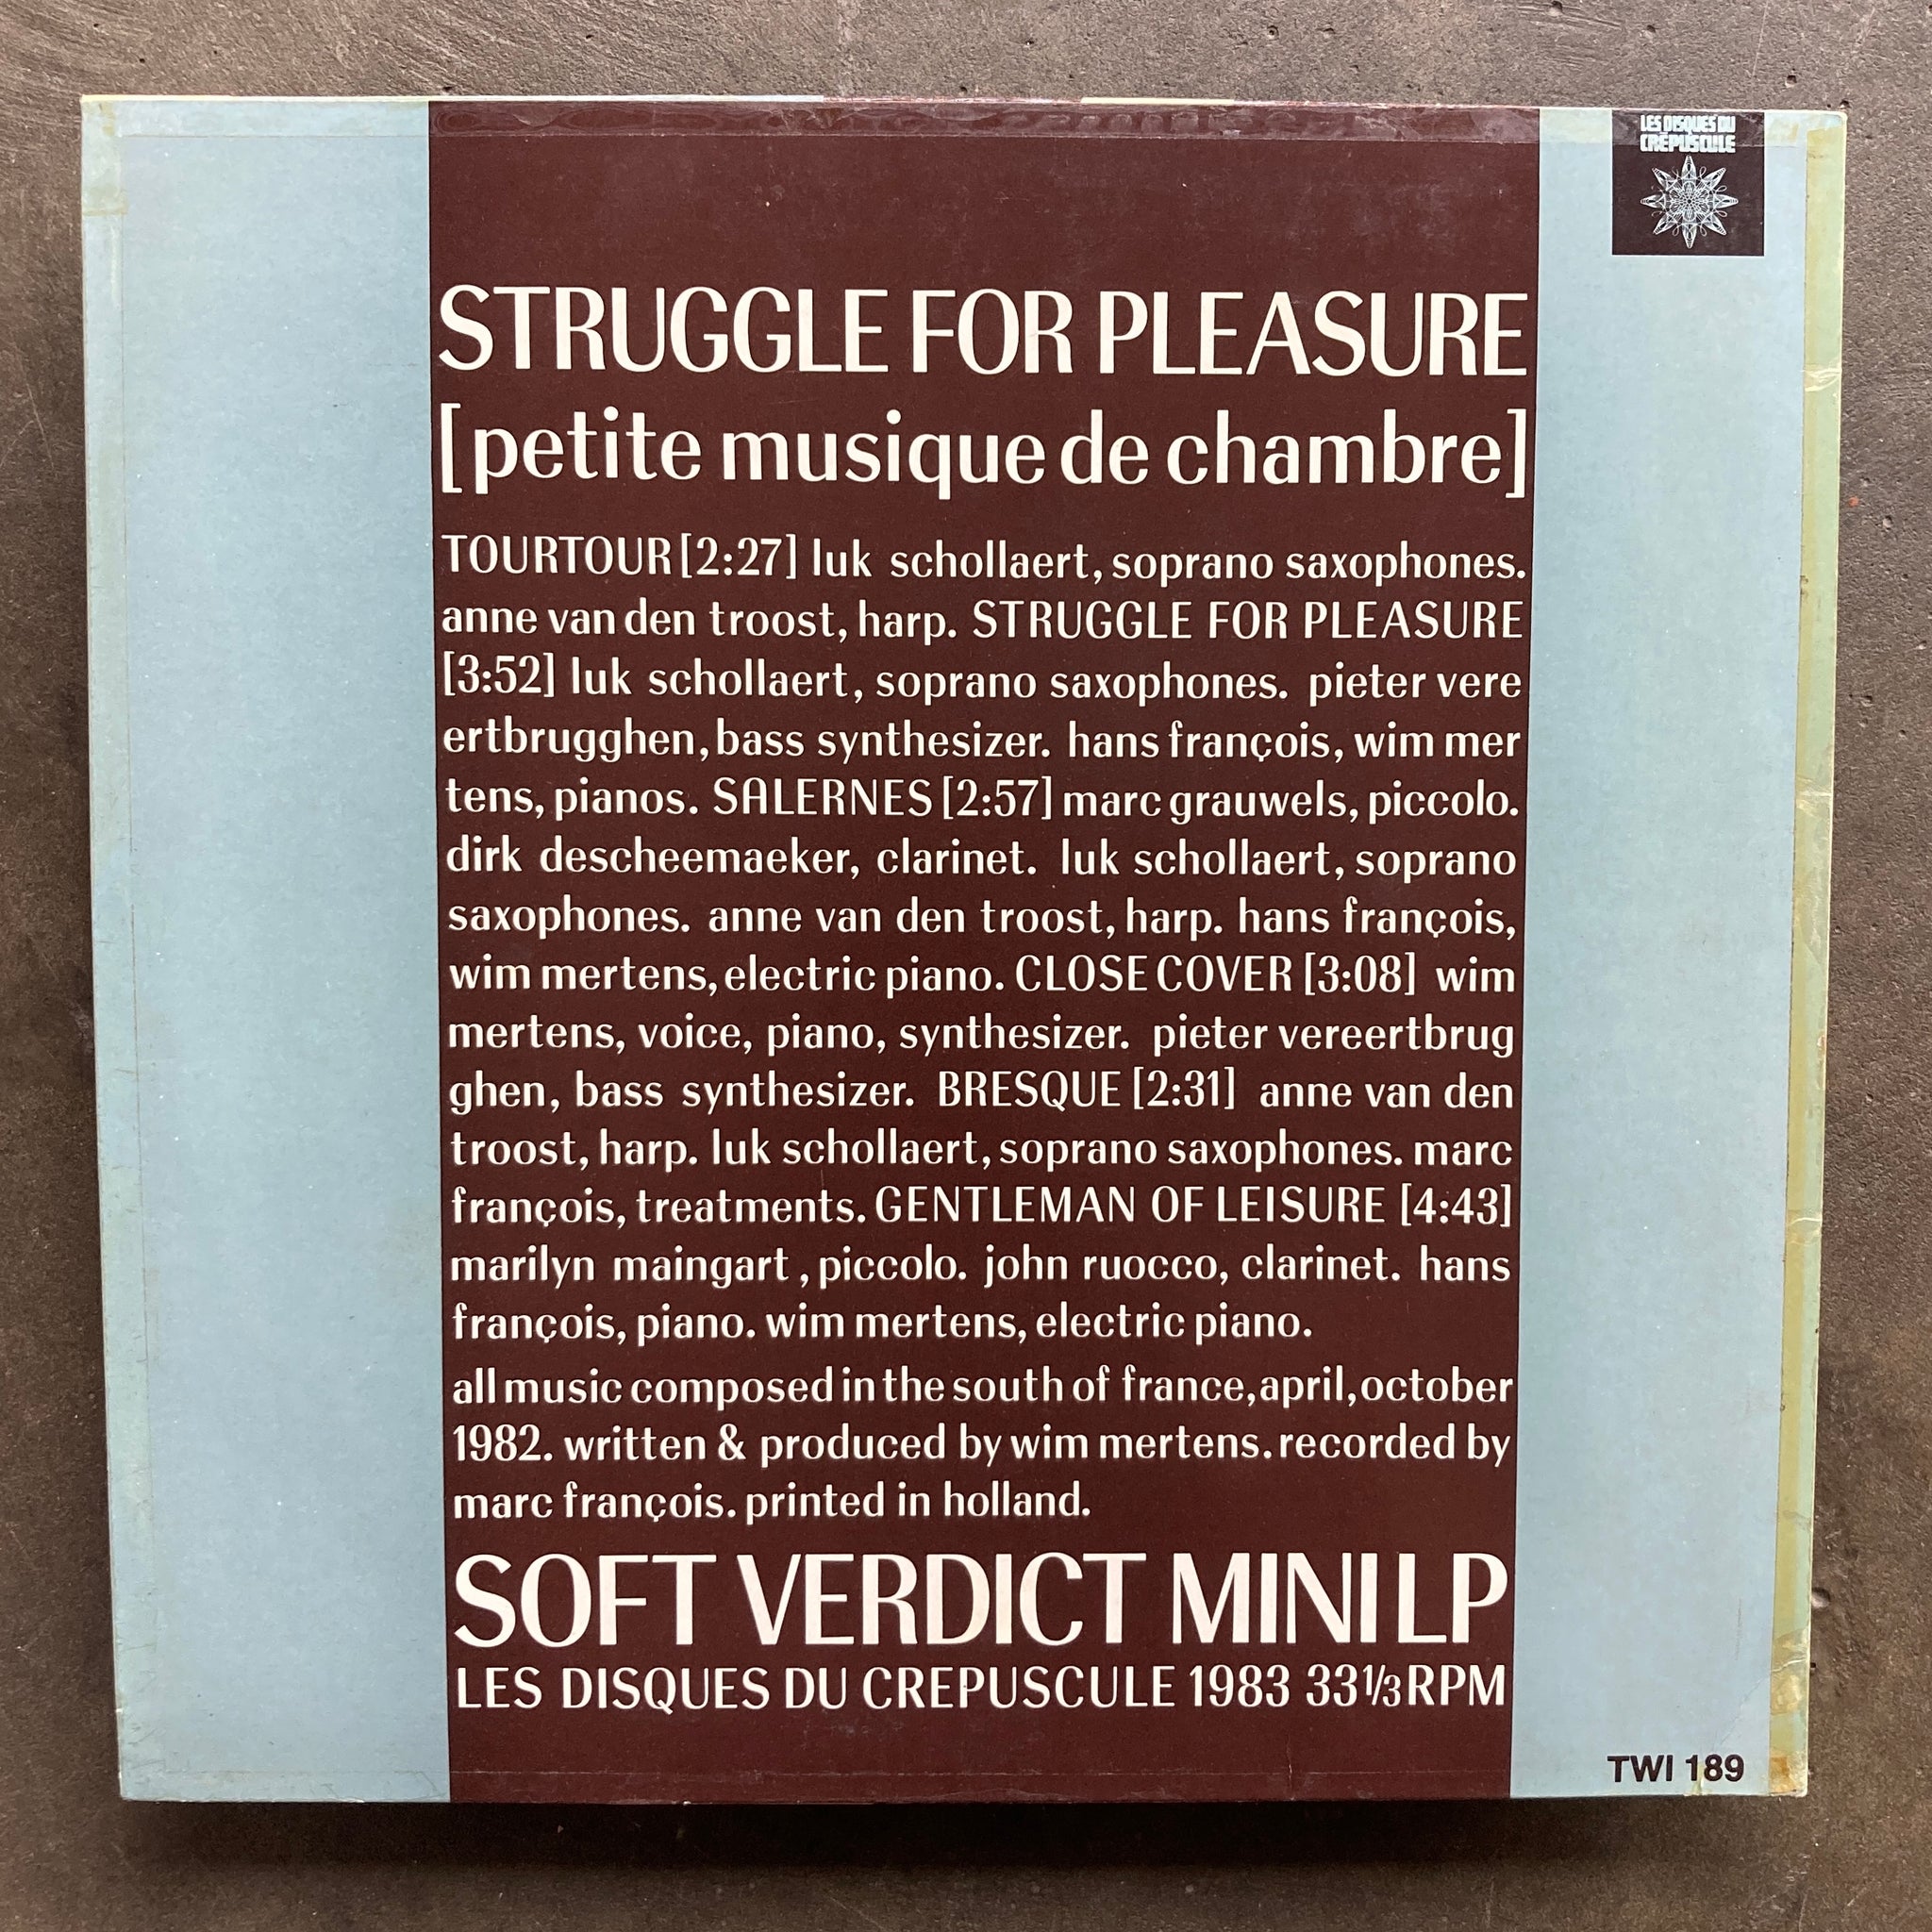 LES DISQUES DU
CRÉPUSCULE
STRUGGLE FOR PLEASURE
[petite musique de chambre]
TOURTOUR [2:27] luk schollaert, soprano saxophones.
anne van den troost, harp. STRUGGLE FOR PLEASURE
[3:52] luk schollaert, soprano saxophones. pieter vere
ertbrugghen, bass synthesizer. hans françois, wim mer
tens, pianos. SALERNES [2:57] marc grauwels, piccolo.
dirk descheemaeker, clarinet. luk schollaert, soprano
saxophones. anne van den troost, harp. hans françois,
wim mertens, electric piano. CLOSE COVER [3:08] wim
mertens, voice, piano, synthesizer. pieter vereertbrug
ghen, bass synthesizer. BRESQUE [2:31] anne van den
troost, harp. luk schollaert, soprano saxophones. marc
françois, treatments. GENTLEMAN OF LEISURE [4:43]
marilyn maingart , piccolo. john ruocco, clarinet. hans
françois, piano. wim mertens, electric piano.
all music composed in the south of france, april, october
1982. written & produced by wim mertens. recorded by
marc françois. printed in holland.
SOFT VERDICT MINI LP
LES DISQUES DU CREPUSCULE 1983 33⅓ RPM
TWI 189